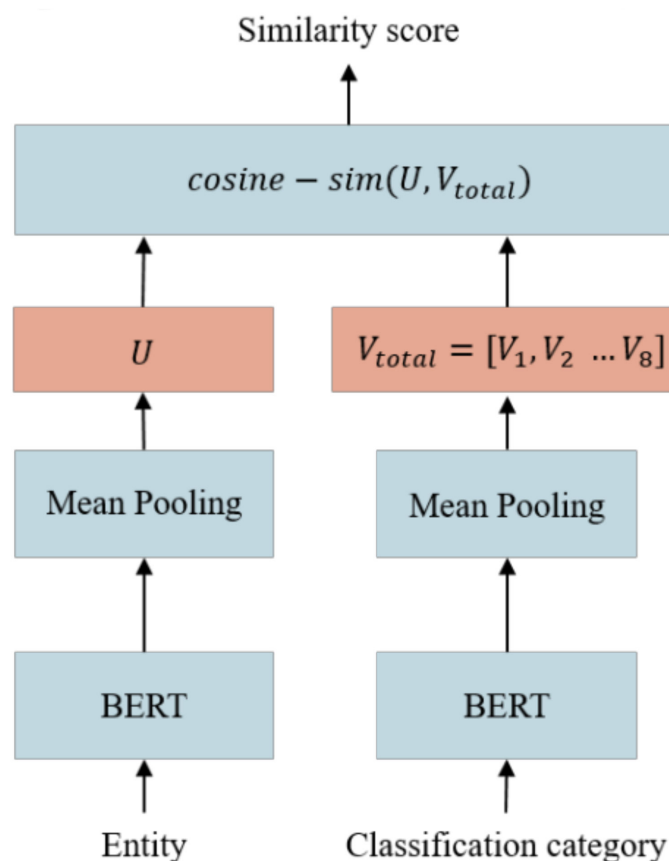 Similarity score
cosine − sim(U, V_total)
U
V_total = [V_1, V_2 … V_8]
Mean Pooling
Mean Pooling
BERT
BERT
Entity
Classification category